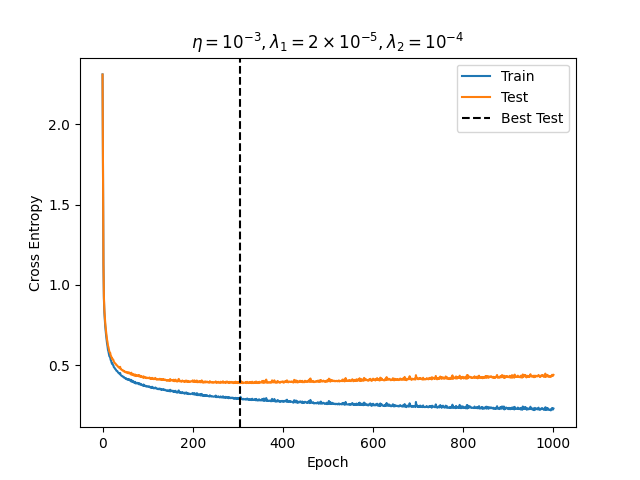 η = 10⁻³, λ₁ = 2 × 10⁻⁵, λ₂ = 10⁻⁴
Train
Test
Best Test
Cross Entropy
2.0
1.5
1.0
0.5
0 200 400 600 800 1000
Epoch